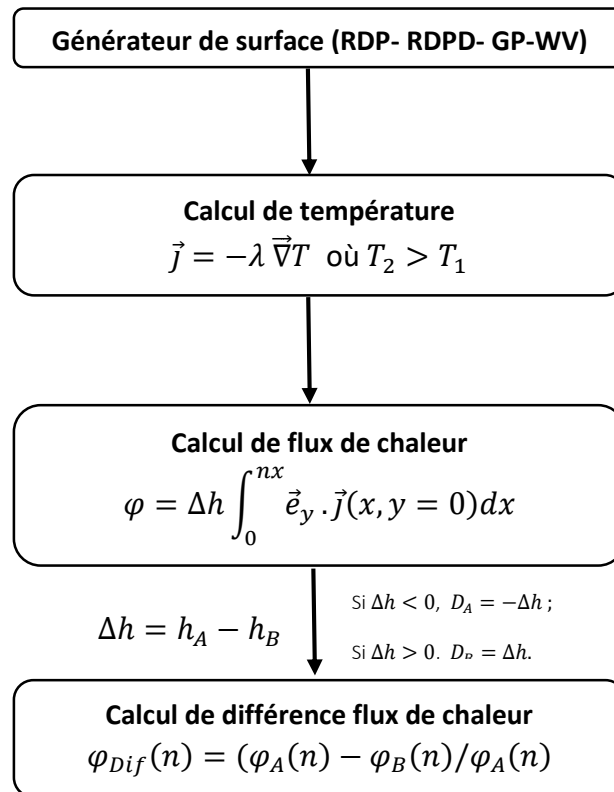 Générateur de surface (RDP- RDPD- GP-WV)
Calcul de température
j⃗ = −λ ∇⃗T où T₂ > T₁
Calcul de flux de chaleur
φ = Δh ∫₀ⁿˣ e⃗ᵧ . j⃗(x, y = 0)dx
Δh = h_A − h_B
Si Δh < 0, D_A = −Δh ;
Si Δh > 0. D_B = Δh.
Calcul de différence flux de chaleur
φ_Dif(n) = (φ_A(n) − φ_B(n)/φ_A(n)